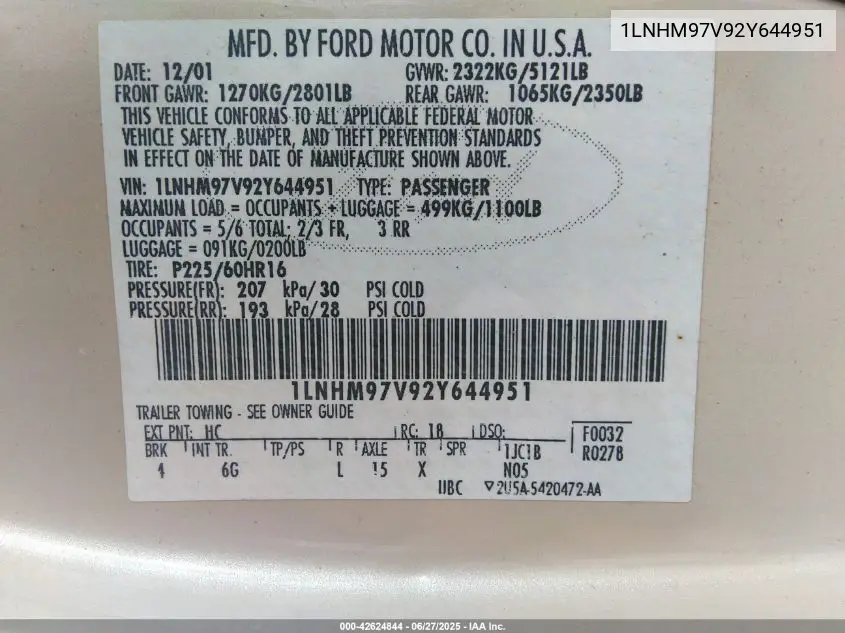 1LNHM97V92Y644951
MFD. BY FORD MOTOR CO. IN U.S.A.
DATE: 12/01 GVWR: 2322KG/5121LB
FRONT GAWR: 1270KG/2801LB REAR GAWR: 1065KG/2350LB
THIS VEHICLE CONFORMS TO ALL APPLICABLE FEDERAL MOTOR
VEHICLE SAFETY, BUMPER, AND THEFT PREVENTION STANDARDS
IN EFFECT ON THE DATE OF MANUFACTURE SHOWN ABOVE.
VIN: 1LNHM97V92Y644951 TYPE: PASSENGER
MAXIMUM LOAD = OCCUPANTS + LUGGAGE = 499KG/1100LB
OCCUPANTS = 5/6 TOTAL; 2/3 FR, 3 RR
LUGGAGE = 091KG/0200LB
TIRE: P225/60HR16
PRESSURE(FR): 207 kPa/30 PSI COLD
PRESSURE(RR): 193 kPa/28 PSI COLD
1LNHM97V92Y644951
TRAILER TOWING - SEE OWNER GUIDE
EXT PNT: HC RC: 18 DSO: F0032
BRK INT TR. TP/PS R AXLE TR SPR 1JC1B R0278
4 6G L 15 X N05
UBC ▽2U5A-5420472-AA
000-42624844 - 06/27/2025 - IAA Inc.